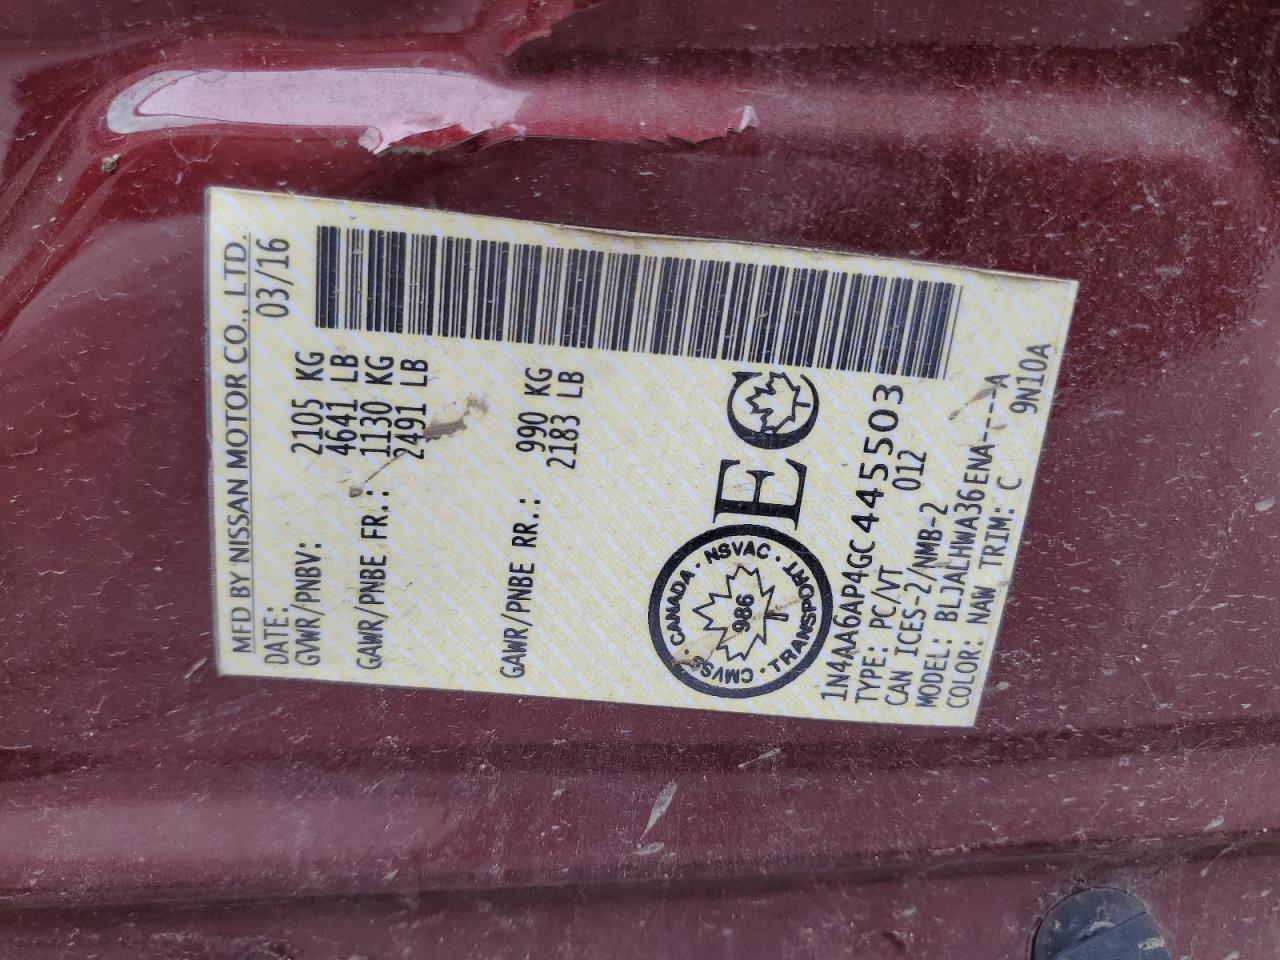 MFD BY NISSAN MOTOR CO., LTD.
DATE: 03/16
GVWR/PNBV: 2105 KG
4641 LB
GAWR/PNBE FR.: 1130 KG
2491 LB
GAWR/PNBE RR.: 990 KG
2183 LB
CANADA · NSVAC · TRANSPORT · CMVSS ·
986
EC
1N4AA6AP4GC445503
TYPE: PC/VT 012
CAN ICES-2/NMB-2
MODEL: BLJALHWA36ENA----A
COLOR: NAW TRIM: C 9N10A